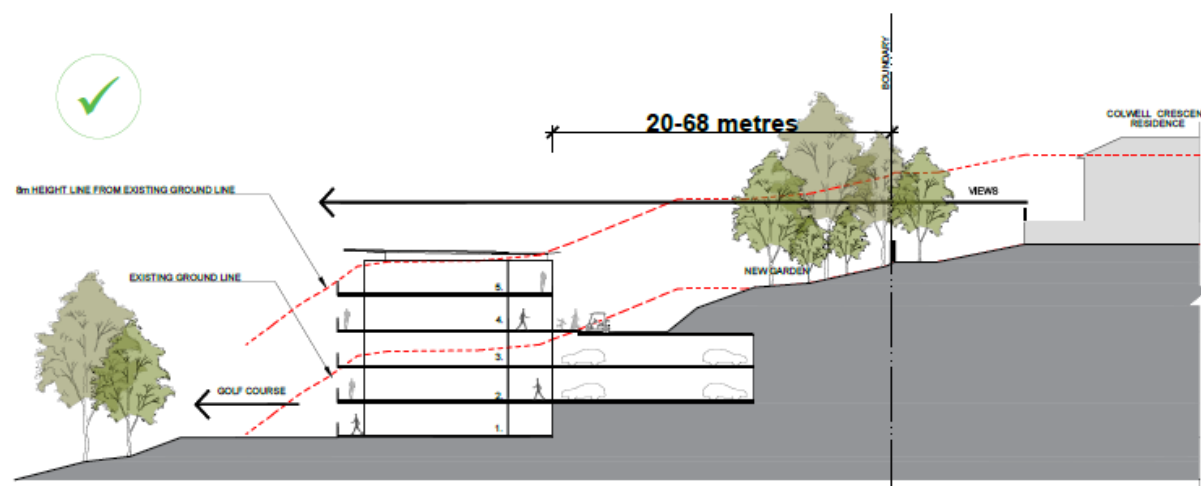 BOUNDARY
20-68 metres
COLWELL CRESCEN
RESIDENCE
8m HEIGHT LINE FROM EXISTING GROUND LINE
VIEWS
EXISTING GROUND LINE
NEW GARDEN
5.
4.
3.
2.
1.
GOLF COURSE